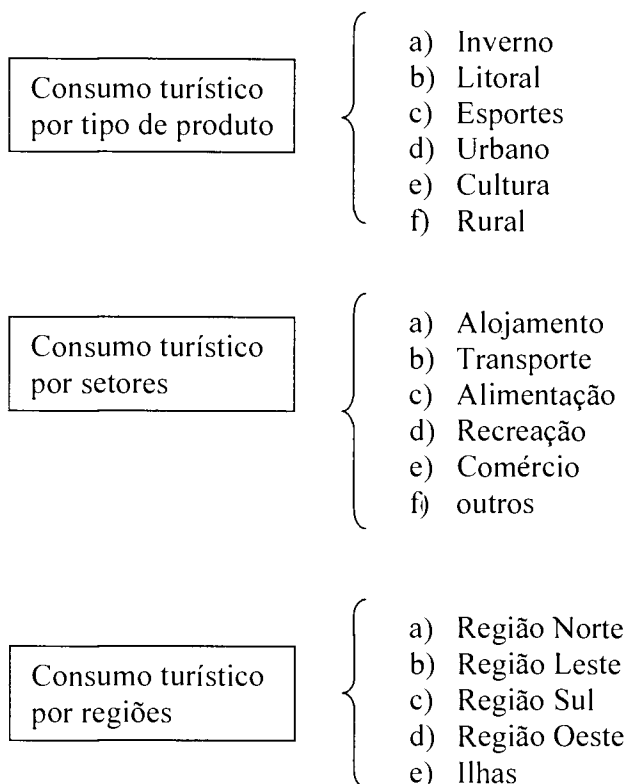 Consumo turístico
por tipo de produto
a) Inverno
b) Litoral
c) Esportes
d) Urbano
e) Cultura
f) Rural
Consumo turístico
por setores
a) Alojamento
b) Transporte
c) Alimentação
d) Recreação
e) Comércio
f) outros
Consumo turístico
por regiões
a) Região Norte
b) Região Leste
c) Região Sul
d) Região Oeste
e) Ilhas